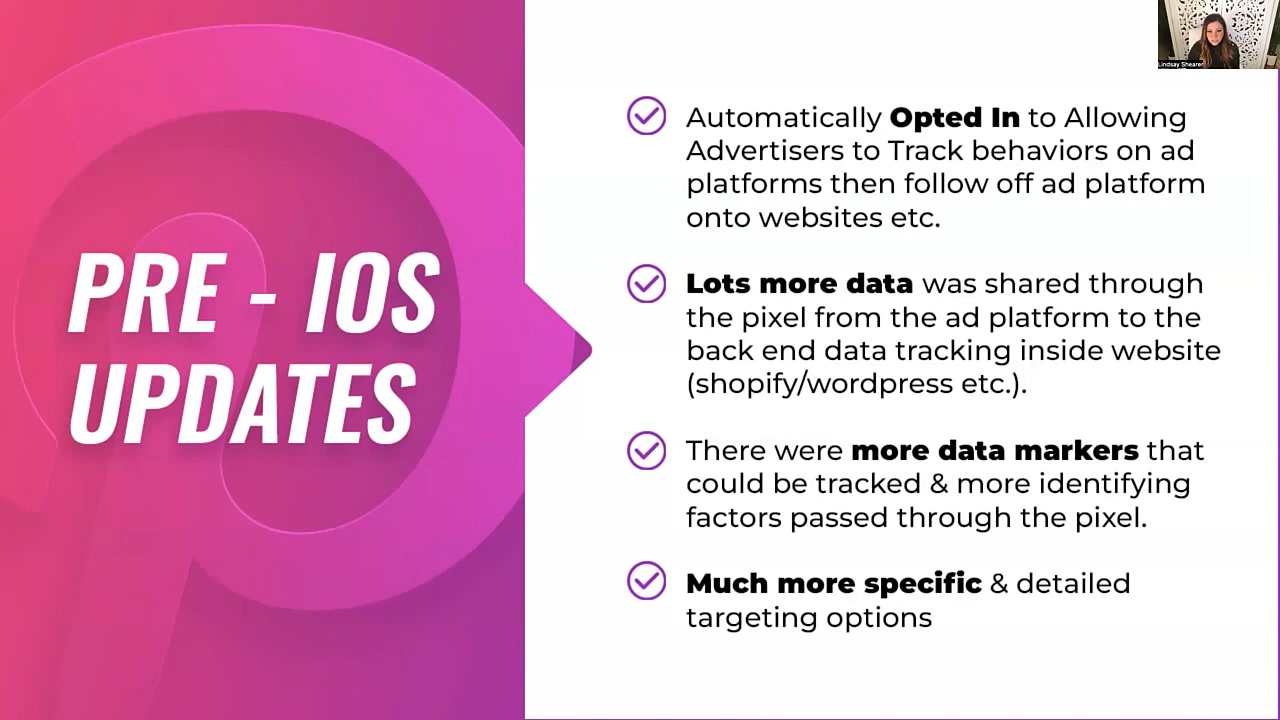 PRE - IOS
UPDATES
Lindsay Shearer
Automatically Opted In to Allowing
Advertisers to Track behaviors on ad
platforms then follow off ad platform
onto websites etc.
Lots more data was shared through
the pixel from the ad platform to the
back end data tracking inside website
(shopify/wordpress etc.).
There were more data markers that
could be tracked & more identifying
factors passed through the pixel.
Much more specific & detailed
targeting options